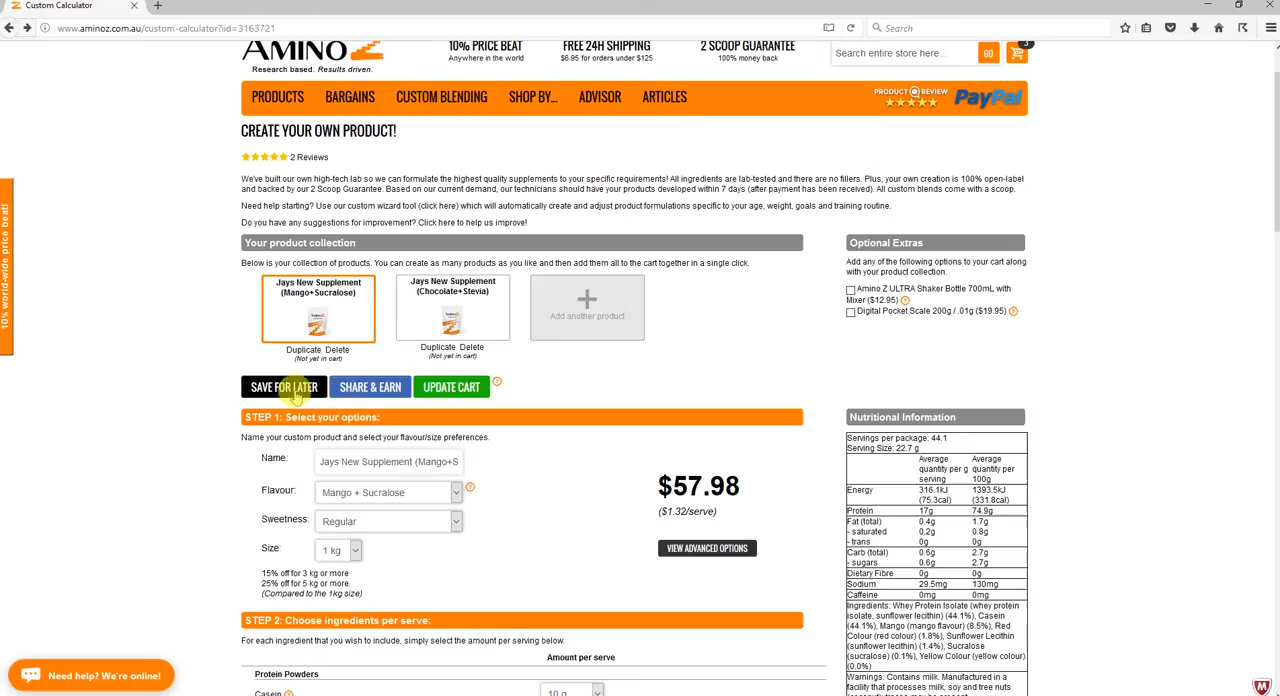 Custom Calculator
www.aminoz.com.au/custom-calculator?iid=3163721
Search
AMINO Z
Research based. Results driven.
10% PRICE BEAT
Anywhere in the world
FREE 24H SHIPPING
$6.95 for orders under $125
2 SCOOP GUARANTEE
100% money back
Search entire store here...
GO
3
PRODUCTS BARGAINS CUSTOM BLENDING SHOP BY... ADVISOR ARTICLES
PRODUCT REVIEW
PayPal
CREATE YOUR OWN PRODUCT!
2 Reviews
We've built our own high-tech lab so we can formulate the highest quality supplements to your specific requirements! All ingredients are lab-tested and there are no fillers. Plus, your own creation is 100% open-label
and backed by our 2 Scoop Guarantee. Based on our current demand, our technicians should have your products developed within 7 days (after payment has been received). All custom blends come with a scoop.
Need help starting? Use our custom wizard tool (click here) which will automatically create and adjust product formulations specific to your age, weight, goals and training routine.
Do you have any suggestions for improvement? Click here to help us improve!
10% world-wide price beat!
Your product collection
Below is your collection of products. You can create as many products as you like and then add them all to the cart together in a single click.
Jays New Supplement
(Mango+Sucralose)
Duplicate Delete
(Not yet in cart)
Jays New Supplement
(Chocolate+Stevia)
Duplicate Delete
(Not yet in cart)
Add another product
Optional Extras
Add any of the following options to your cart along
with your product collection.
Amino Z ULTRA Shaker Bottle 700mL with
Mixer ($12.95)
Digital Pocket Scale 200g / .01g ($19.95)
SAVE FOR LATER SHARE & EARN UPDATE CART
STEP 1: Select your options:
Name your custom product and select your flavour/size preferences.
Name: Jays New Supplement (Mango+S
Flavour: Mango + Sucralose
Sweetness: Regular
Size: 1 kg
15% off for 3 kg or more
25% off for 5 kg or more
(Compared to the 1kg size)
$57.98
($1.32/serve)
VIEW ADVANCED OPTIONS
STEP 2: Choose ingredients per serve:
For each ingredient that you wish to include, simply select the amount per serving below.
Amount per serve
Protein Powders
Casein 10 g
Nutritional Information
Servings per package: 44.1
Serving Size: 22.7 g
Average Average
quantity per g quantity per
serving 100g
Energy 316.1kJ 1393.5kJ
(75.3cal) (331.8cal)
Protein 17g 74.9g
Fat (total) 0.4g 1.7g
- saturated 0.2g 0.8g
- trans 0g 0g
Carb (total) 0.6g 2.7g
- sugars 0.6g 2.7g
Dietary Fibre 0g 0g
Sodium 29.5mg 130mg
Caffeine 0mg 0mg
Ingredients: Whey Protein Isolate (whey protein
isolate, sunflower lecithin) (44.1%), Casein
(44.1%), Mango (mango flavour) (8.5%), Red
Colour (red colour) (1.8%), Sunflower Lecithin
(sunflower lecithin) (1.4%), Sucralose
(sucralose) (0.1%), Yellow Colour (yellow colour)
(0.0%)
Warnings: Contains milk. Manufactured in a
facility that processes milk, soy and tree nuts
Need help? We're online!